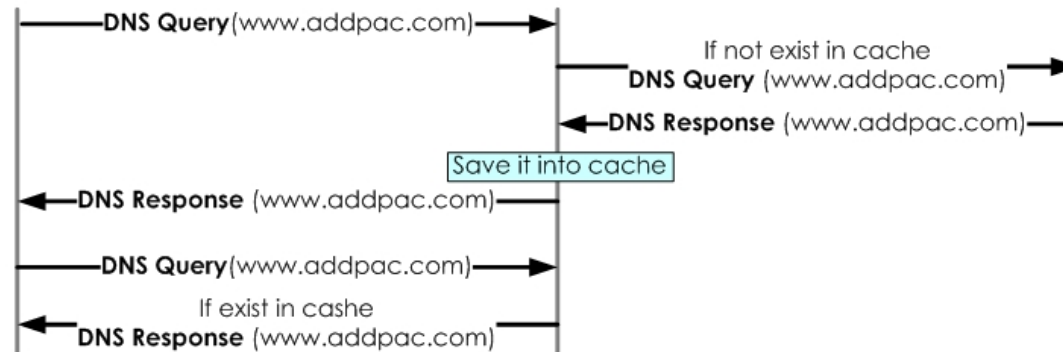 DNS Query(www.addpac.com)
If not exist in cache
DNS Query (www.addpac.com)
DNS Response (www.addpac.com)
Save it into cache
DNS Response (www.addpac.com)
DNS Query(www.addpac.com)
If exist in cashe
DNS Response (www.addpac.com)